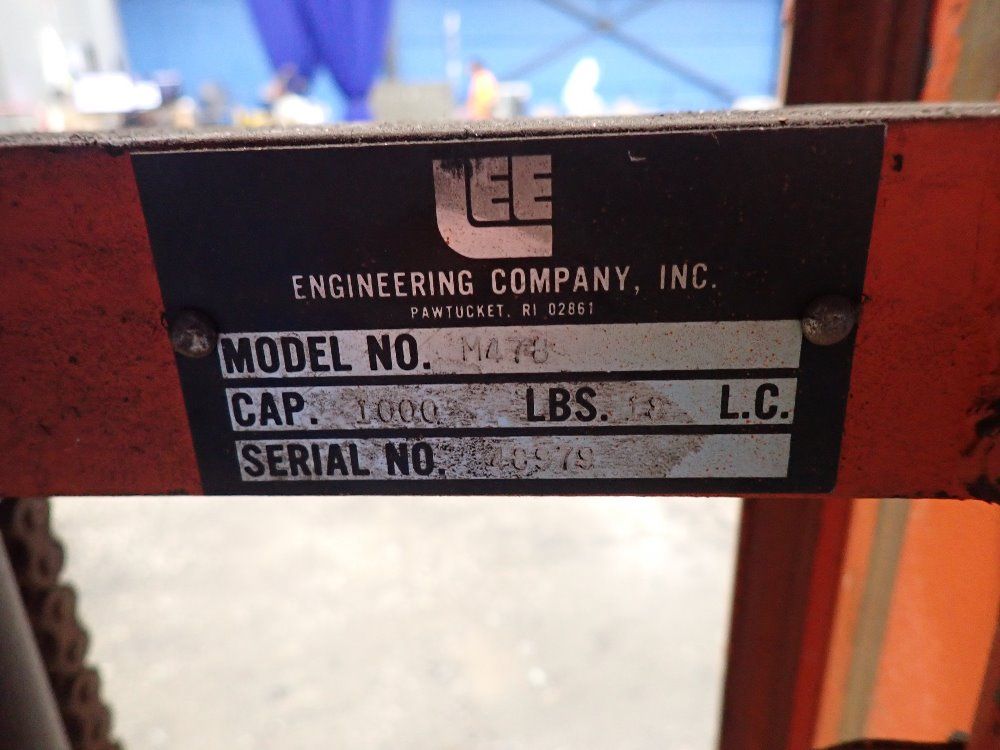 LEE
ENGINEERING COMPANY, INC.
PAWTUCKET, RI 02861
MODEL NO.
CAP. 1000 LBS. L.C.
SERIAL NO.